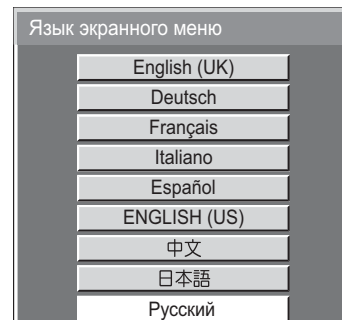 Язык экранного меню
English (UK)
Deutsch
Français
Italiano
Español
ENGLISH (US)
中文
日本語
Русский